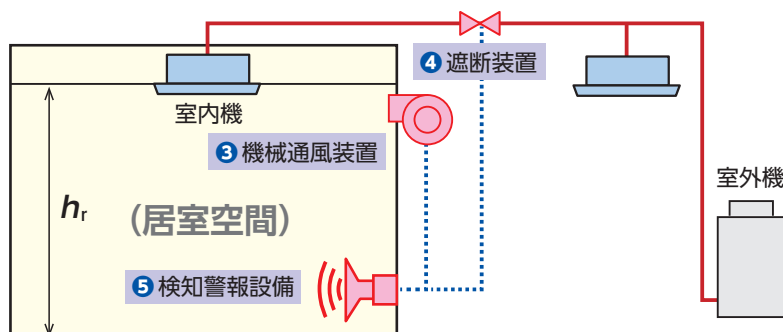 ❹ 遮断装置
室内機
❸ 機械通風装置
室外機
hr
(居室空間)
❺ 検知警報設備